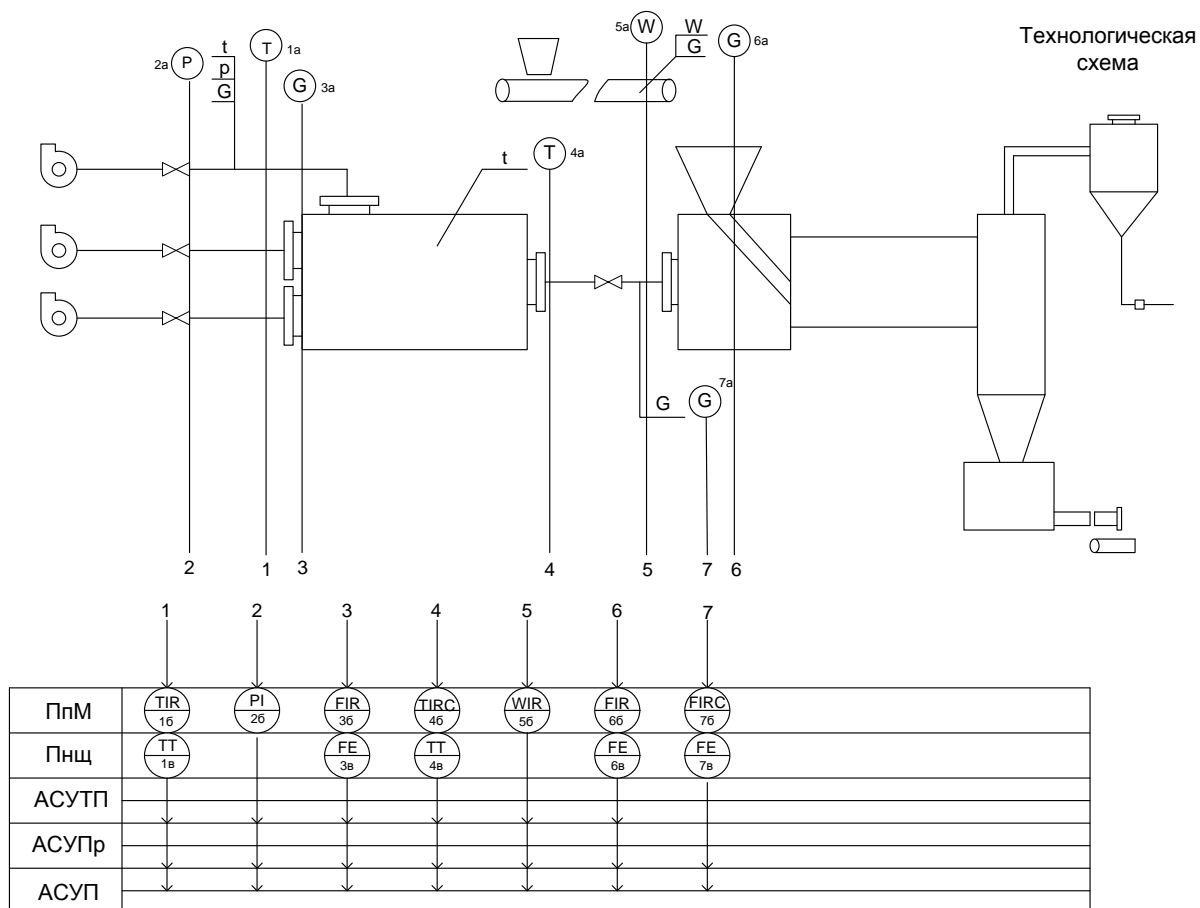 Технологическая
схема
5а
W
W
G
G
6а
t
p
G
T
1а
2а
P
G
3а
t
T
4а
G
7а
G
2
1
3
4
5
7
6
1
2
3
4
5
6
7
ПпМ
TIR
1б
PI
2б
FIR
3б
TIRC
4б
WIR
5б
FIR
6б
FIRC
7б
Пнщ
TT
1в
FE
3в
TT
4в
FE
6в
FE
7в
АСУТП
АСУПр
АСУП